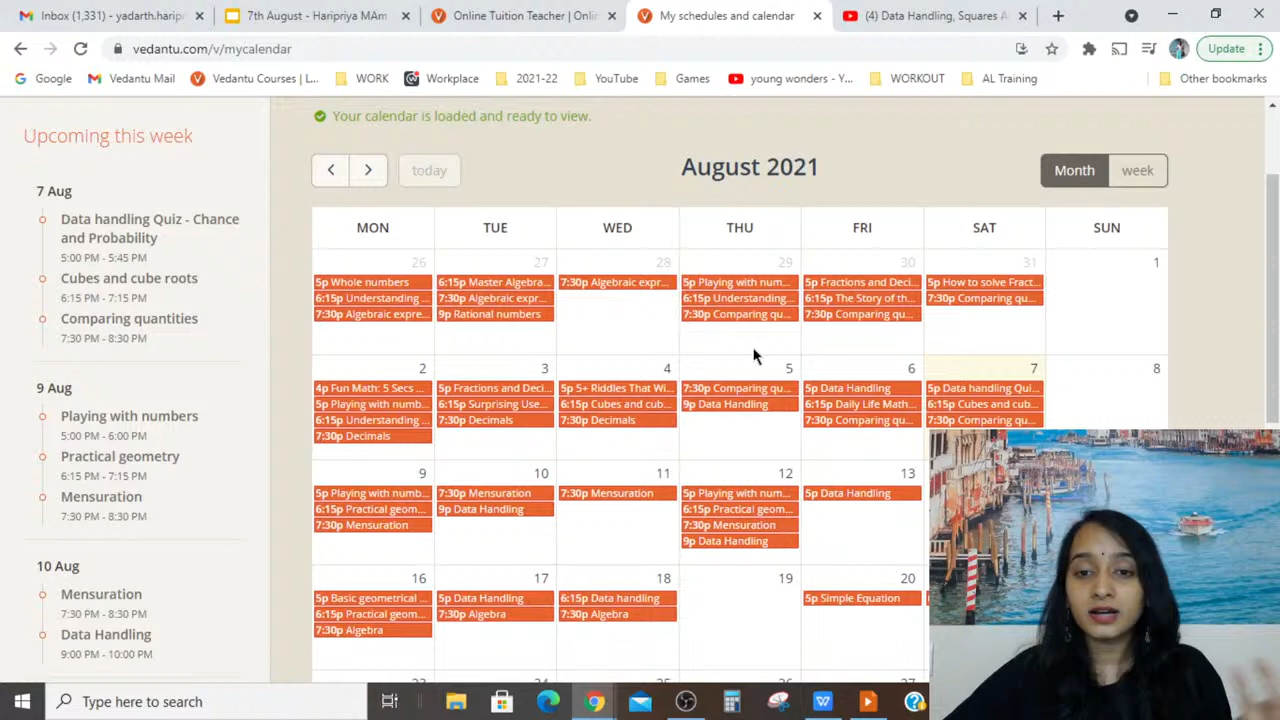 Inbox (1,331) - yadarth.harip
7th August - Haripriya MAm
Online Tuition Teacher | Onli
My schedules and calendar
(4) Data Handling, Squares A
vedantu.com/v/mycalendar
Update
Google
Vedantu Mail
Vedantu Courses | L...
WORK
Workplace
2021-22
YouTube
Games
young wonders - Y...
WORKOUT
AL Training
Other bookmarks
Your calendar is loaded and ready to view.
Upcoming this week
7 Aug
Data handling Quiz - Chance
and Probability
5:00 PM - 5:45 PM
Cubes and cube roots
6:15 PM - 7:15 PM
Comparing quantities
7:30 PM - 8:30 PM
9 Aug
Playing with numbers
5:00 PM - 6:00 PM
Practical geometry
6:15 PM - 7:15 PM
Mensuration
7:30 PM - 8:30 PM
10 Aug
Mensuration
7:30 PM - 8:30 PM
Data Handling
9:00 PM - 10:00 PM
today
August 2021
Month
week
MON TUE WED THU FRI SAT SUN
26 27 28 29 30 31 1
5p Whole numbers
6:15p Understanding ...
7:30p Algebraic expre...
6:15p Master Algebra...
7:30p Algebraic expr...
9p Rational numbers
7:30p Algebraic expr...
5p Playing with num...
6:15p Understanding...
7:30p Comparing qu...
5p Fractions and Deci...
6:15p The Story of th...
7:30p Comparing qu...
5p How to solve Fract...
7:30p Comparing qu...
2 3 4 5 6 7 8
4p Fun Math: 5 Secs ...
5p Playing with numb...
6:15p Understanding ...
7:30p Decimals
5p Fractions and Deci...
6:15p Surprising Use...
7:30p Decimals
5p 5+ Riddles That Wi...
6:15p Cubes and cub...
7:30p Decimals
7:30p Comparing qu...
9p Data Handling
5p Data Handling
6:15p Daily Life Math...
7:30p Comparing qu...
5p Data handling Qui...
6:15p Cubes and cub...
7:30p Comparing qu...
9 10 11 12 13
5p Playing with numb...
6:15p Practical geom...
7:30p Mensuration
7:30p Mensuration
9p Data Handling
7:30p Mensuration
5p Playing with num...
6:15p Practical geom...
7:30p Mensuration
9p Data Handling
5p Data Handling
16 17 18 19 20
5p Basic geometrical ...
6:15p Practical geom...
7:30p Algebra
5p Data Handling
7:30p Algebra
6:15p Data handling
7:30p Algebra
5p Simple Equation
Type here to search